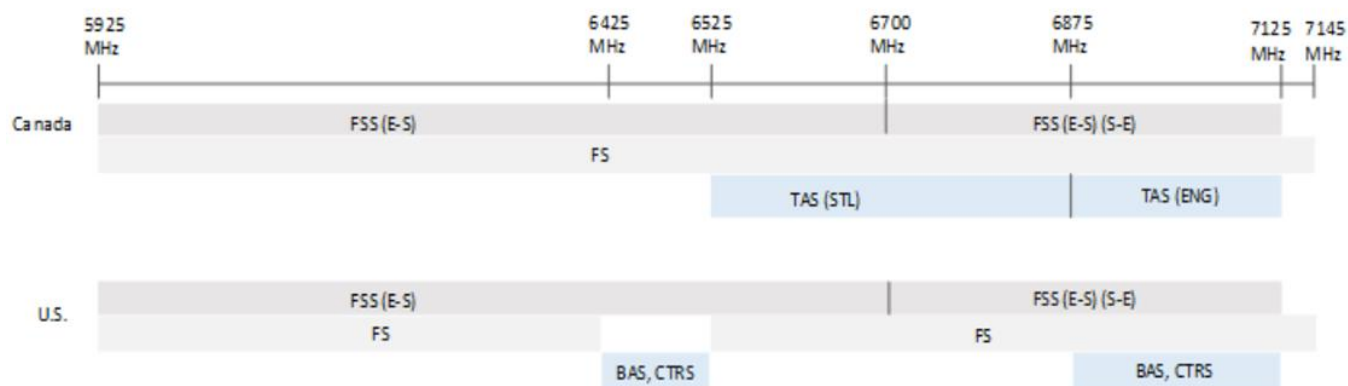 5925 MHz
6425 MHz
6525 MHz
6700 MHz
6875 MHz
7125 MHz
7145 MHz
Canada
FSS (E-S)
FSS (E-S) (S-E)
FS
TAS (STL)
TAS (ENG)
U.S.
FSS (E-S)
FSS (E-S) (S-E)
FS
FS
BAS, CTRS
BAS, CTRS